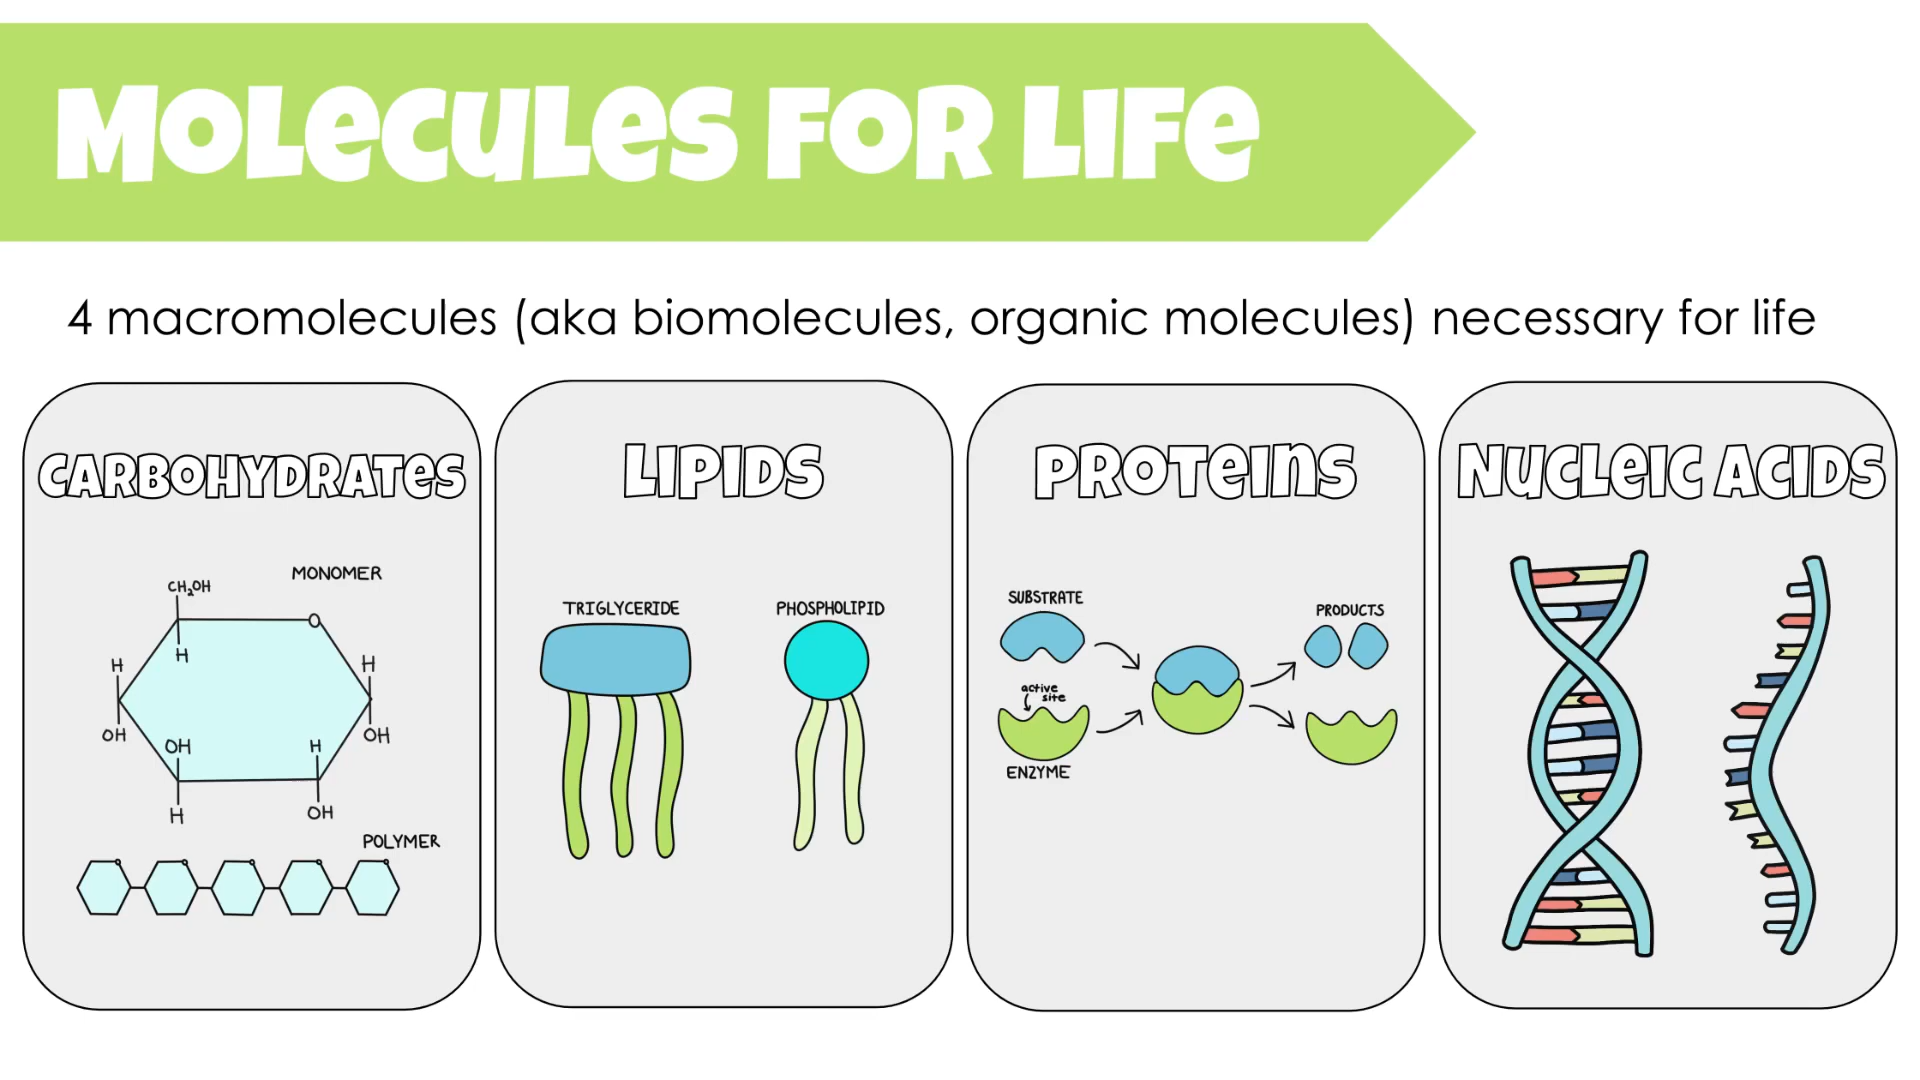 MOLECULES FOR LIFE
4 macromolecules (aka biomolecules, organic molecules) necessary for life
CARBOHYDRATES
MONOMER
CH₂OH
O
H
H
H
OH
OH
OH
H
H
OH
POLYMER
LIPIDS
TRIGLYCERIDE
PHOSPHOLIPID
PROTEINS
SUBSTRATE
PRODUCTS
active
site
ENZYME
NUCLEIC ACIDS